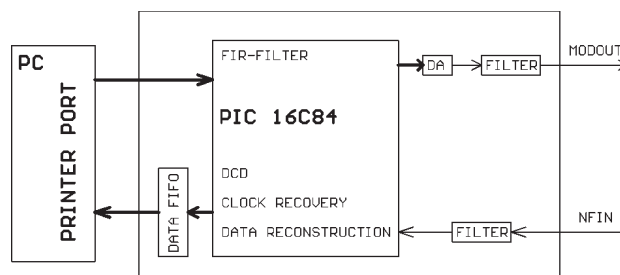 PC
PRINTER PORT
FIR-FILTER
PIC 16C84
DCD
CLOCK RECOVERY
DATA RECONSTRUCTION
DATA FIFO
DA
FILTER
MODOUT
FILTER
NFIN